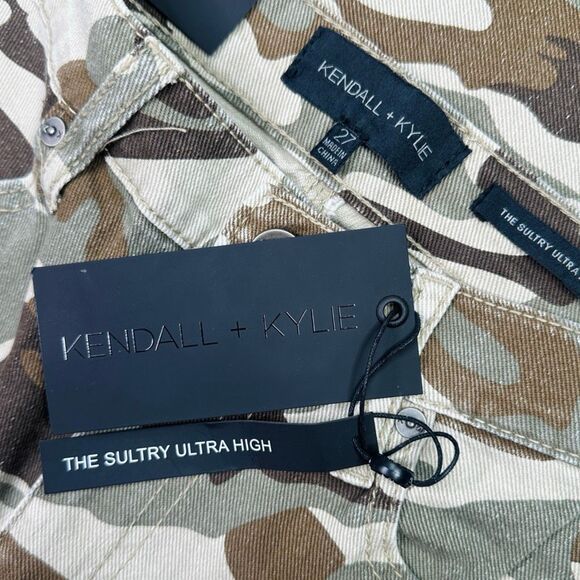 KENDALL + KYLIE
27
MADE IN
CHINA
THE SULTRY ULTRA
KENDALL + KYLIE
THE SULTRY ULTRA HIGH